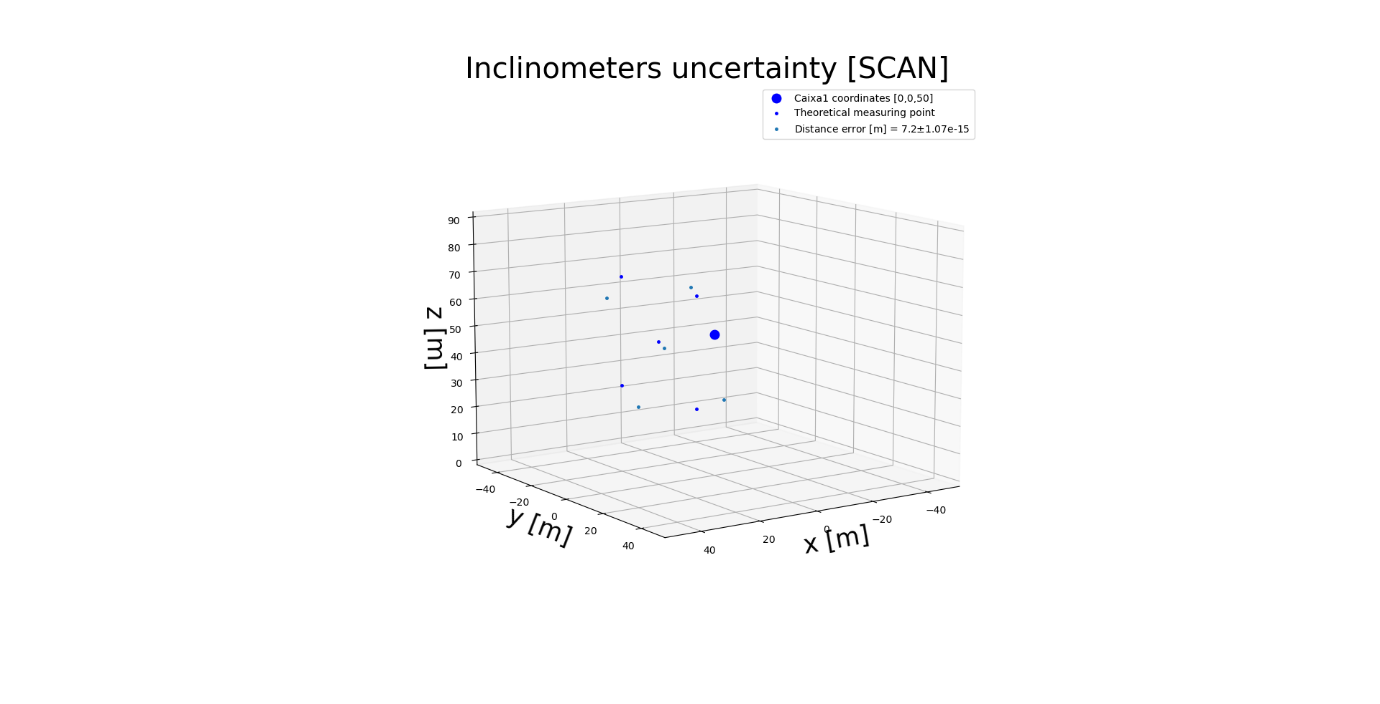 Inclinometers uncertainty [SCAN]
Caixa1 coordinates [0,0,50]
Theoretical measuring point
Distance error [m] = 7.2±1.07e-15
90
80
70
60
50
40
30
20
10
0
z [m]
−40
−20
0
20
40
y [m]
40
20
0
−20
−40
x [m]